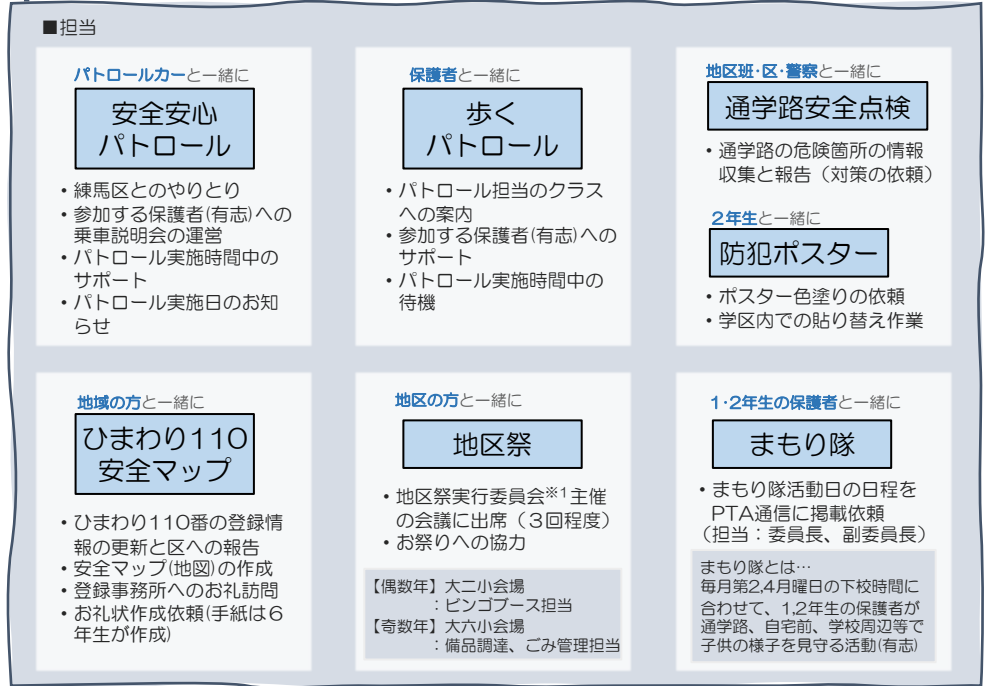 ■担当
パトロールカーと一緒に
安全安心
パトロール
・練馬区とのやりとり
・参加する保護者(有志)への
乗車説明会の運営
・パトロール実施時間中の
サポート
・パトロール実施日のお知
らせ
保護者と一緒に
歩く
パトロール
・パトロール担当のクラス
への案内
・参加する保護者(有志)への
サポート
・パトロール実施時間中の
待機
地区班・区・警察と一緒に
通学路安全点検
・通学路の危険箇所の情報
収集と報告（対策の依頼）
2年生と一緒に
防犯ポスター
・ポスター色塗りの依頼
・学区内での貼り替え作業
地域の方と一緒に
ひまわり110
安全マップ
・ひまわり110番の登録情
報の更新と区への報告
・安全マップ(地図)の作成
・登録事務所へのお礼訪問
・お礼状作成依頼(手紙は６
年生が作成)
地区の方と一緒に
地区祭
・地区祭実行委員会※1主催
の会議に出席（３回程度）
・お祭りへの協力
【偶数年】大二小会場
：ビンゴブース担当
【奇数年】大六小会場
：備品調達、ごみ管理担当
1・2年生の保護者と一緒に
まもり隊
・まもり隊活動日の日程を
PTA通信に掲載依頼
（担当：委員長、副委員長）
まもり隊とは…
毎月第2,4月曜日の下校時間に
合わせて、1,2年生の保護者が
通学路、自宅前、学校周辺等で
子供の様子を見守る活動(有志)